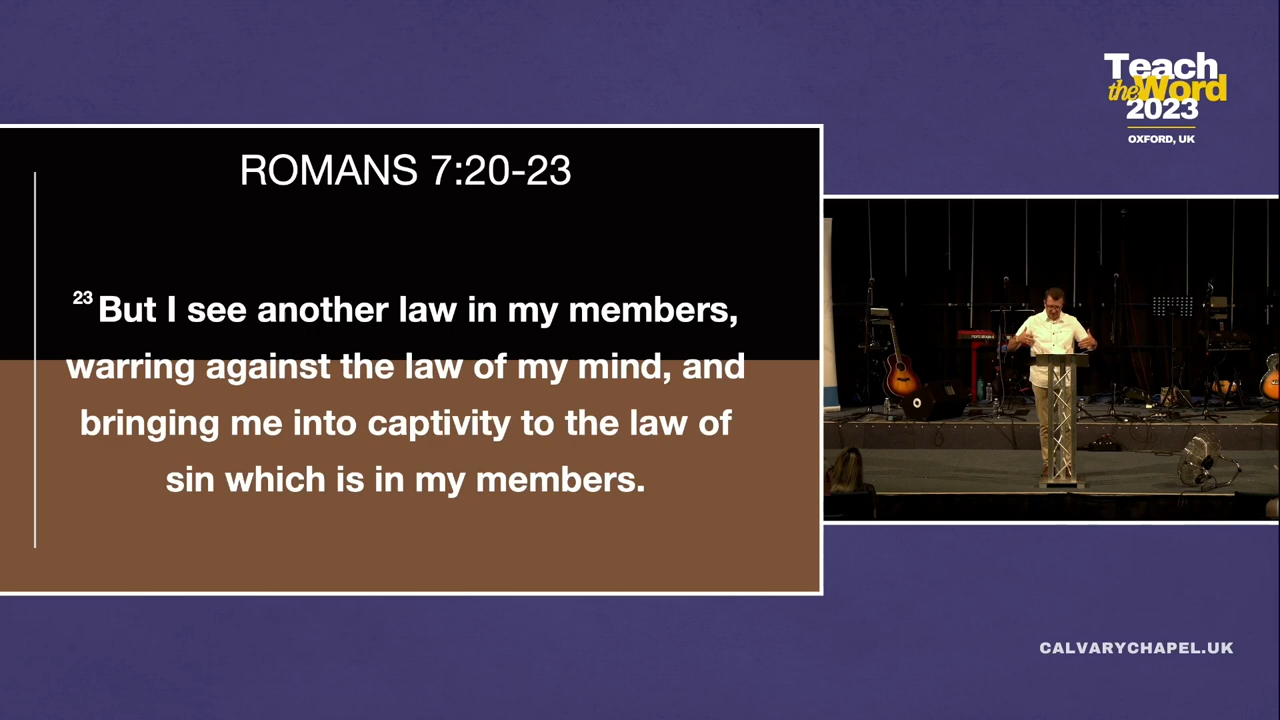 Teach
the Word
2023
OXFORD, UK
ROMANS 7:20-23
23 But I see another law in my members,
warring against the law of my mind, and
bringing me into captivity to the law of
sin which is in my members.
CALVARYCHAPEL.UK